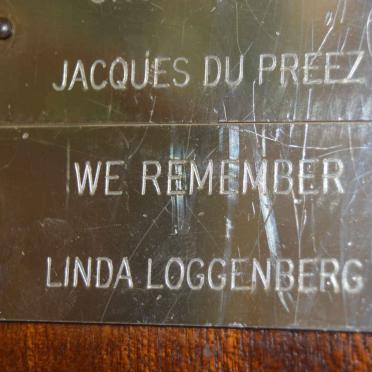 JACQUES DU PREEZ
WE REMEMBER
LINDA LOGGENBERG